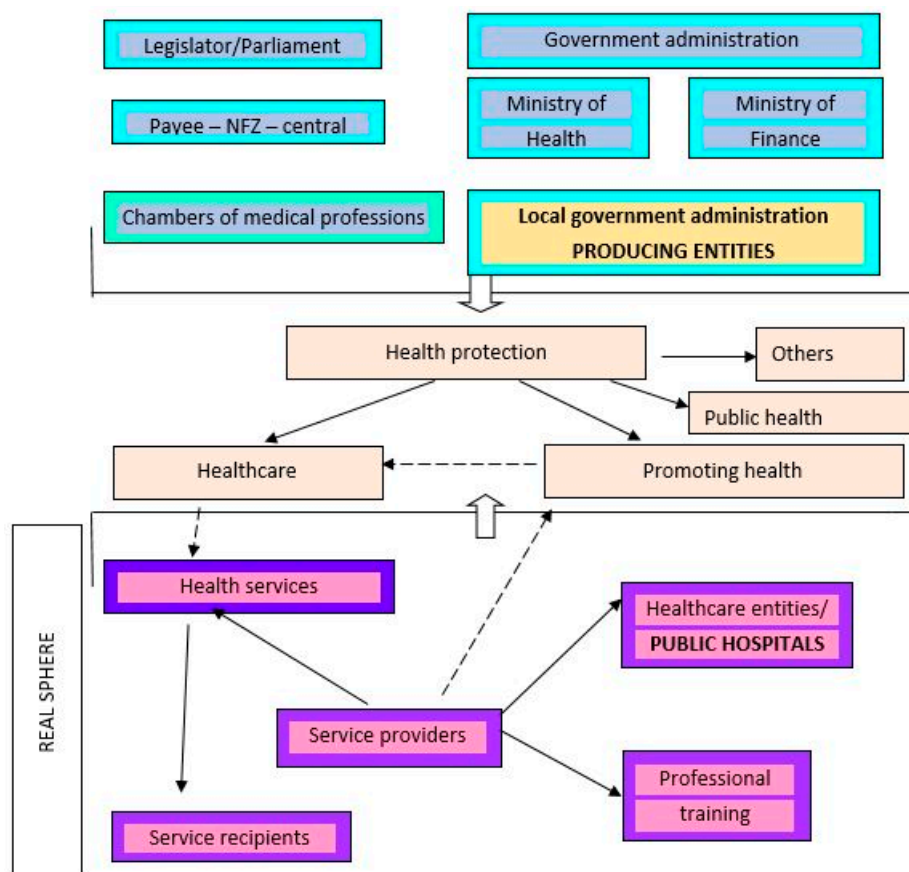 Legislator/Parliament
Government administration
Payee – NFZ – central
Ministry of
Health
Ministry of
Finance
Chambers of medical professions
Local government administration
PRODUCING ENTITIES
Health protection
Others
Public health
Healthcare
Promoting health
REAL SPHERE
Health services
Healthcare entities/
PUBLIC HOSPITALS
Service providers
Professional
training
Service recipients